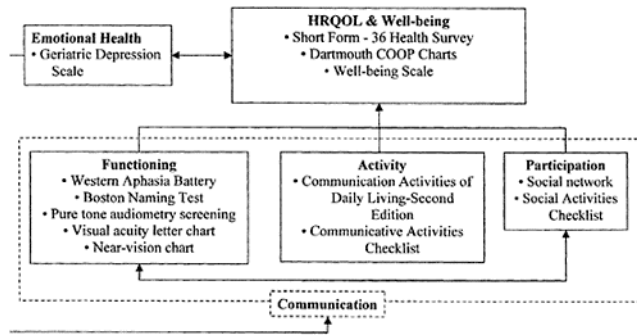 Emotional Health
• Geriatric Depression
Scale
HRQOL & Well-being
• Short Form - 36 Health Survey
• Dartmouth COOP Charts
• Well-being Scale
Functioning
• Western Aphasia Battery
• Boston Naming Test
• Pure tone audiometry screening
• Visual acuity letter chart
• Near-vision chart
Activity
• Communication Activities of
Daily Living-Second
Edition
• Communicative Activities
Checklist
Participation
• Social network
• Social Activities
Checklist
Communication